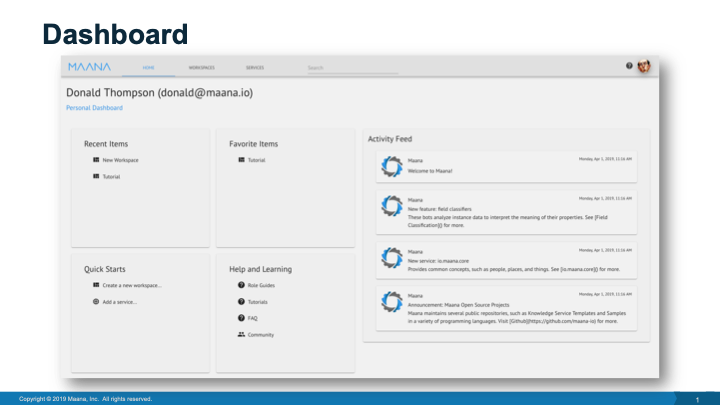 Dashboard
MAANA
HOME
WORKSPACES
SERVICES
Search
Donald Thompson (donald@maana.io)
Personal Dashboard
Recent Items
New Workspace
Tutorial
Favorite Items
Tutorial
Quick Starts
Create a new workspace...
Add a service...
Help and Learning
Role Guides
Tutorials
FAQ
Community
Activity Feed
Maana
Monday, Apr 1, 2019, 11:16 AM
Welcome to Maana!
Maana
Monday, Apr 1, 2019, 11:16 AM
New feature: field classifiers
These bots analyze instance data to interpret the meaning of their properties. See [Field
Classification]() for more.
Maana
Monday, Apr 1, 2019, 11:16 AM
New service: io.maana.core
Provides common concepts, such as people, places, and things. See [io.maana.core]() for more.
Maana
Monday, Apr 1, 2019, 11:16 AM
Announcement: Maana Open Source Projects
Maana maintains several public repositories, such as Knowledge Service Templates and Samples
in a variety of programming languages. Visit [Github](https://github.com/maana-io) for more.
Copyright © 2019 Maana, Inc. All rights reserved.
1